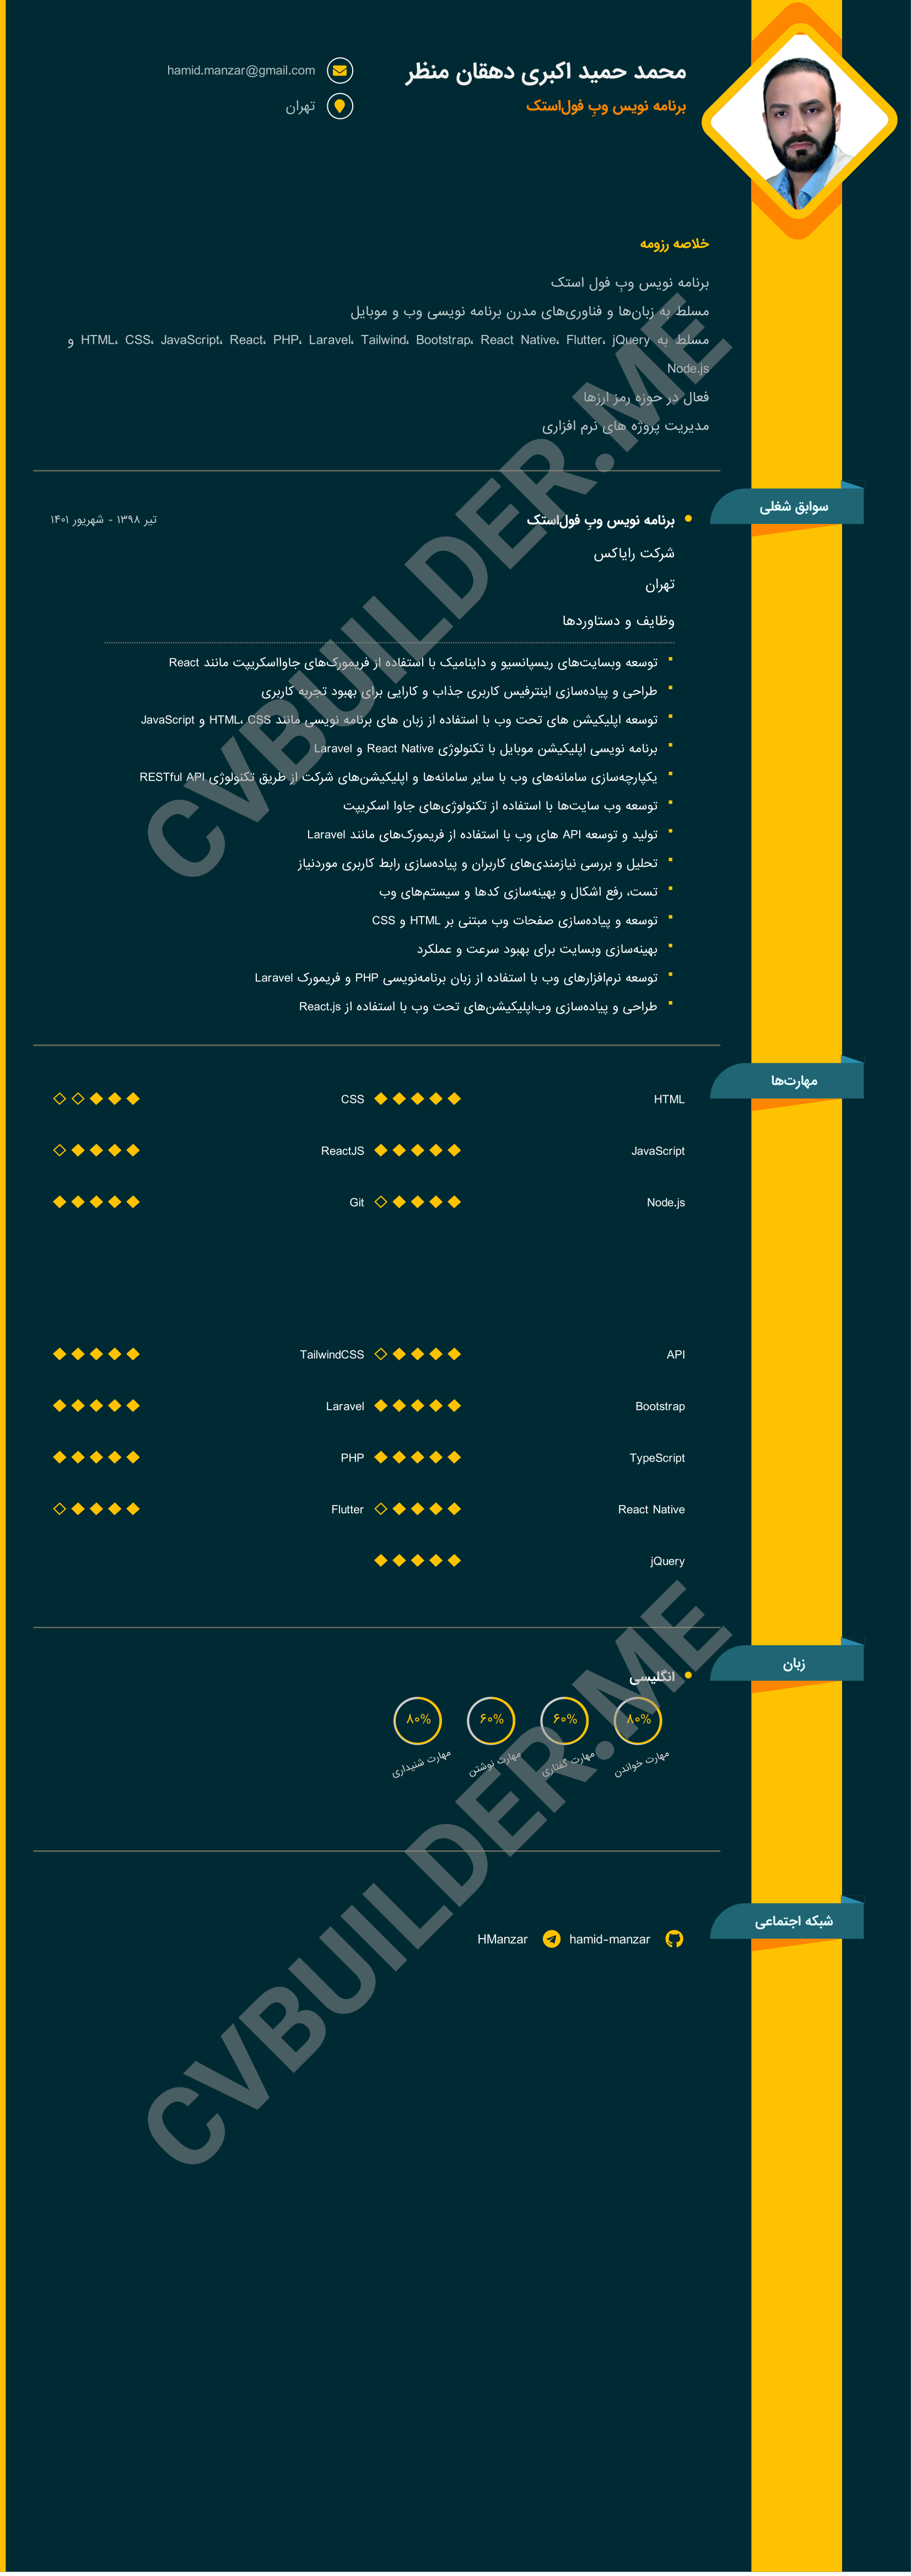 محمد حمید اکبری دهقان منظر
برنامه نویس وبِ فول‌استک
hamid.manzar@gmail.com
تهران
خلاصه رزومه
برنامه نویس وبِ فول استک
مسلط به زبان‌ها و فناوری‌های مدرن برنامه نویسی وب و موبایل
مسلط به HTML، CSS، JavaScript، React، PHP، Laravel، Tailwind، Bootstrap، React Native، Flutter، jQuery و
Node.js
فعال در حوزه رمز ارزها
مدیریت پروژه های نرم افزاری
سوابق شغلی
برنامه نویس وبِ فول‌استک
تیر ۱۳۹۸ - شهریور ۱۴۰۱
شرکت رایاکس
تهران
وظایف و دستاوردها
توسعه وبسایت‌های ریسپانسیو و داینامیک با استفاده از فریمورک‌های جاوااسکریپت مانند React
طراحی و پیاده‌سازی اینترفیس کاربری جذاب و کارایی برای بهبود تجربه کاربری
توسعه اپلیکیشن های تحت وب با استفاده از زبان های برنامه نویسی مانند HTML، CSS و JavaScript
برنامه نویسی اپلیکیشن موبایل با تکنولوژی React Native و Laravel
یکپارچه‌سازی سامانه‌های وب با سایر سامانه‌ها و اپلیکیشن‌های شرکت از طریق تکنولوژی RESTful API
توسعه وب سایت‌ها با استفاده از تکنولوژی‌های جاوا اسکریپت
تولید و توسعه API های وب با استفاده از فریمورک‌های مانند Laravel
تحلیل و بررسی نیازمندی‌های کاربران و پیاده‌سازی رابط کاربری موردنیاز
تست، رفع اشکال و بهینه‌سازی کدها و سیستم‌های وب
توسعه و پیاده‌سازی صفحات وب مبتنی بر HTML و CSS
بهینه‌سازی وبسایت برای بهبود سرعت و عملکرد
توسعه نرم‌افزارهای وب با استفاده از زبان برنامه‌نویسی PHP و فریمورک Laravel
طراحی و پیاده‌سازی وب‌اپلیکیشن‌های تحت وب با استفاده از React.js
CVBUILDER.ME
مهارت‌ها
HTML
CSS
JavaScript
ReactJS
Node.js
Git
API
TailwindCSS
Bootstrap
Laravel
TypeScript
PHP
React Native
Flutter
jQuery
زبان
انگلیسی
۸۰% ۶۰% ۶۰% ۸۰%
مهارت خواندن مهارت گفتاری مهارت نوشتن مهارت شنیداری
شبکه اجتماعی
hamid-manzar HManzar
CVBUILDER.ME